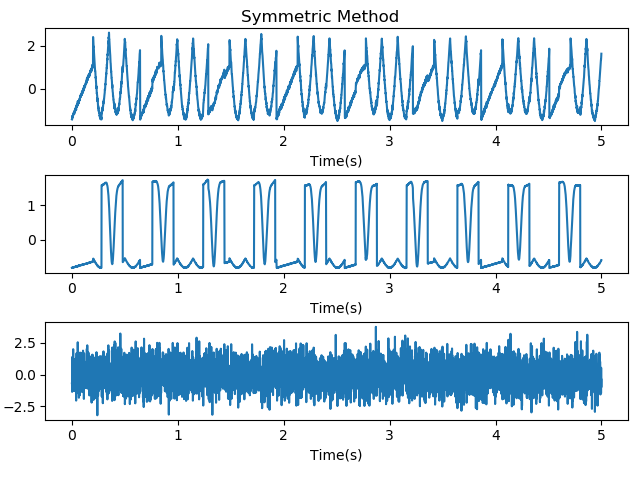 Symmetric Method
2
0
0 1 2 3 4 5
Time(s)
1
0
0 1 2 3 4 5
Time(s)
2.5
0.0
−2.5
0 1 2 3 4 5
Time(s)